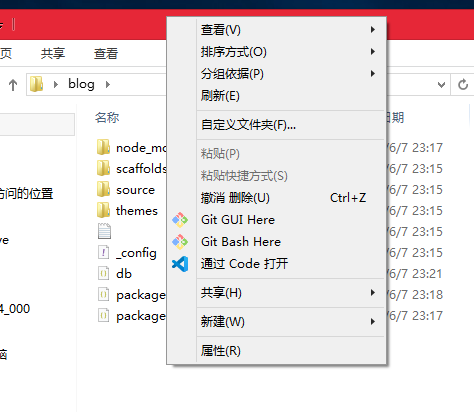 页 共享 查看
blog
名称 日期
查看(V)
排序方式(O)
分组依据(P)
刷新(E)
自定义文件夹(F)...
粘贴(P)
粘贴快捷方式(S)
撤消 删除(U) Ctrl+Z
Git GUI Here
Git Bash Here
通过 Code 打开
共享(H)
新建(W)
属性(R)
node_mo
scaffolds
source
themes
_config
db
package
package
/6/7 23:17
/6/7 23:15
/6/7 23:15
/6/7 23:15
/6/7 23:15
/6/7 23:15
/6/7 23:21
/6/7 23:18
/6/7 23:17
访问的位置
ve
4_000
脑